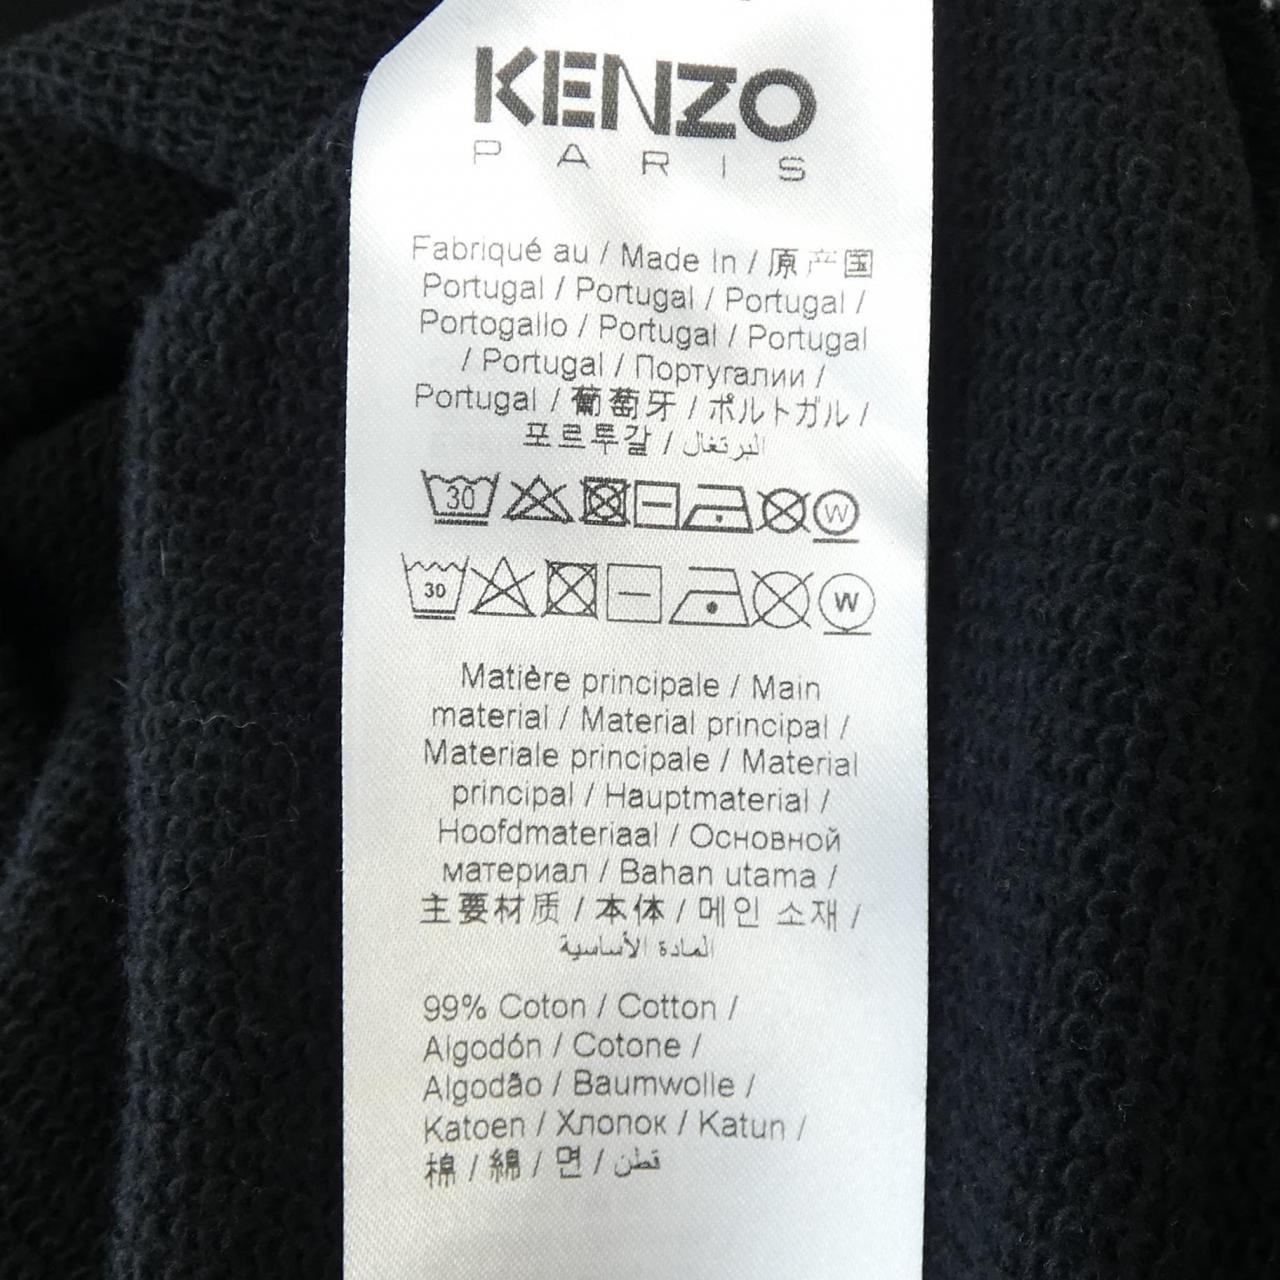 KENZO
PARIS
Fabriqué au / Made In / 原产国
Portugal / Portugal / Portugal /
Portogallo / Portugal / Portugal
/ Portugal / Португалии /
Portugal / 葡萄牙 / ポルトガル /
포르투갈 / البرتغال
30 W
30 W
Matière principale / Main
material / Material principal /
Materiale principale / Material
principal / Hauptmaterial /
Hoofdmateriaal / Основной
материал / Bahan utama /
主要材质 / 本体 / 메인 소재 /
المادة الأساسية
99% Coton / Cotton /
Algodón / Cotone /
Algodão / Baumwolle /
Katoen / Хлопок / Katun /
棉 / 綿 / 면 / قطن